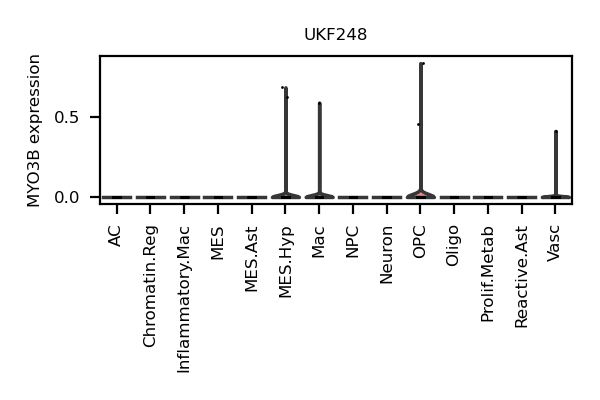 UKF248
MYO3B expression
0.5
0.0
AC
Chromatin.Reg
Inflammatory.Mac
MES
MES.Ast
MES.Hyp
Mac
NPC
Neuron
OPC
Oligo
Prolif.Metab
Reactive.Ast
Vasc